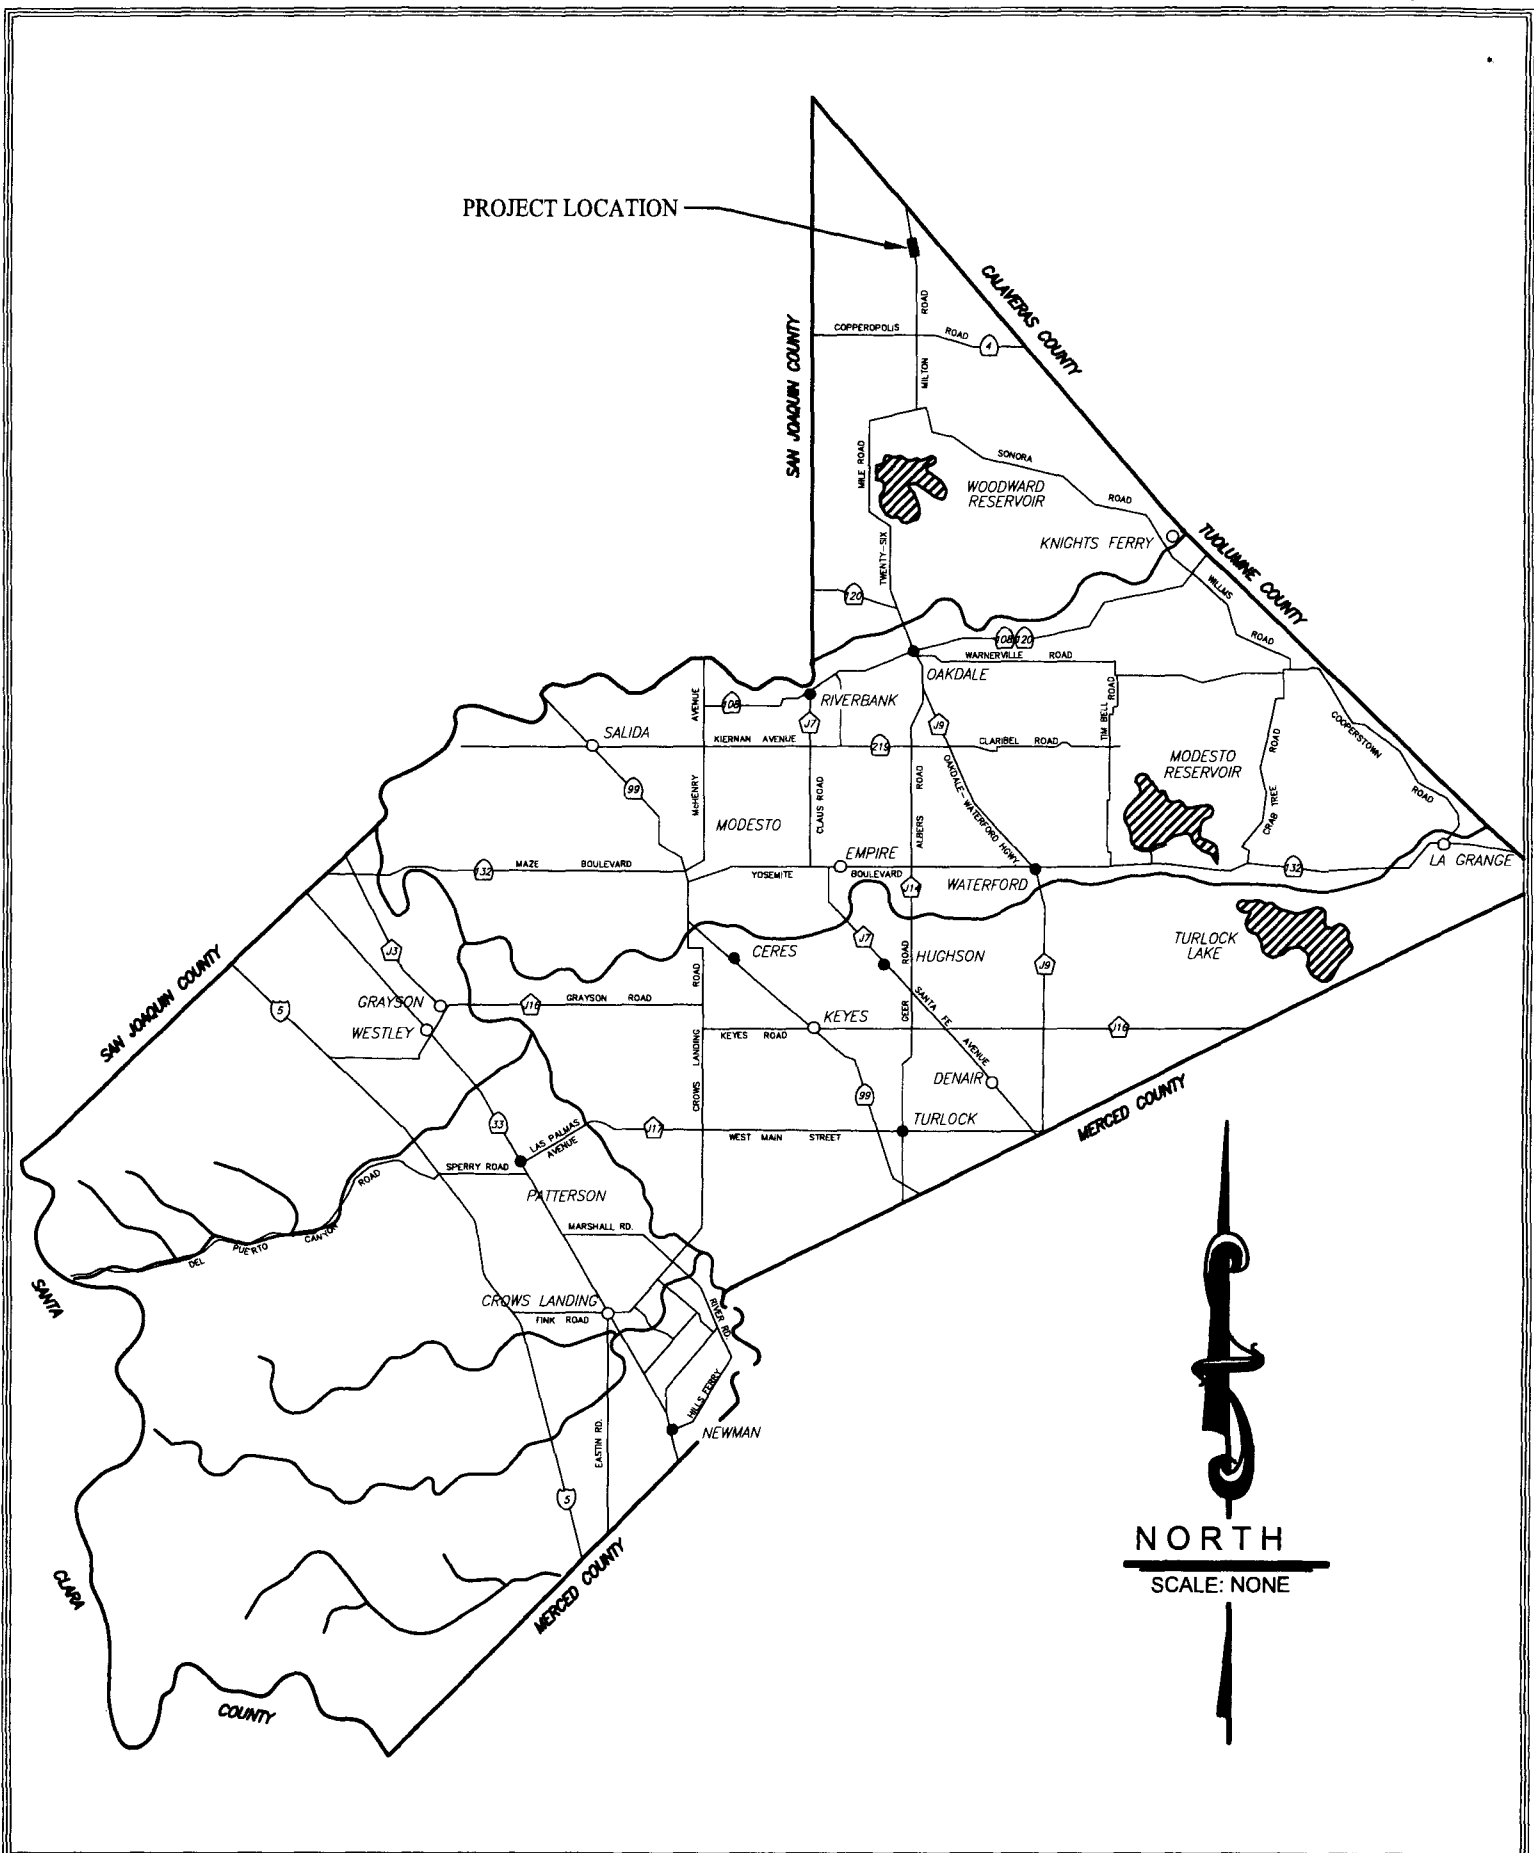 PROJECT LOCATION
CALAVERAS COUNTY
SAN JOAQUIN COUNTY
COPPEROPOLIS
ROAD
4
ROAD
MILTON
MILE ROAD
SONORA
ROAD
WOODWARD
RESERVOIR
KNIGHTS FERRY
TUOLUMNE COUNTY
TWENTY-SIX
120
WILLMS
ROAD
108
120
WARNERVILLE ROAD
OAKDALE
RIVERBANK
AVENUE
108
J7
J9
TIM BELL ROAD
SALIDA
KIERNAN AVENUE
219
CLARIBEL ROAD
COOPERSTOWN
ROAD
MODESTO
RESERVOIR
CRAB TREE
ROAD
99
McHENRY
CLAUS ROAD
ALBERS
ROAD
OAKDALE-WATERFORD HGWY
MODESTO
EMPIRE
132
MAZE BOULEVARD
YOSEMITE
BOULEVARD
WATERFORD
132
LA GRANGE
J14
J3
CERES
J7
HUGHSON
TURLOCK
LAKE
J9
SAN JOAQUIN COUNTY
5
GRAYSON
J16
GRAYSON ROAD
ROAD
GEER
ROAD
SANTA FE
AVENUE
WESTLEY
KEYES
KEYES ROAD
J16
CROWS LANDING
DENAIR
99
MERCED COUNTY
33
LAS PALMAS
AVENUE
J17
WEST MAIN STREET
TURLOCK
SPERRY ROAD
PATTERSON
ROAD
MARSHALL RD.
DEL
PUERTO
CANYON
SANTA
CROWS LANDING
FINK ROAD
RIVER RD.
HILLS FERRY
NEWMAN
EASTIN RD.
5
NORTH
SCALE: NONE
MERCED COUNTY
CLARA
COUNTY